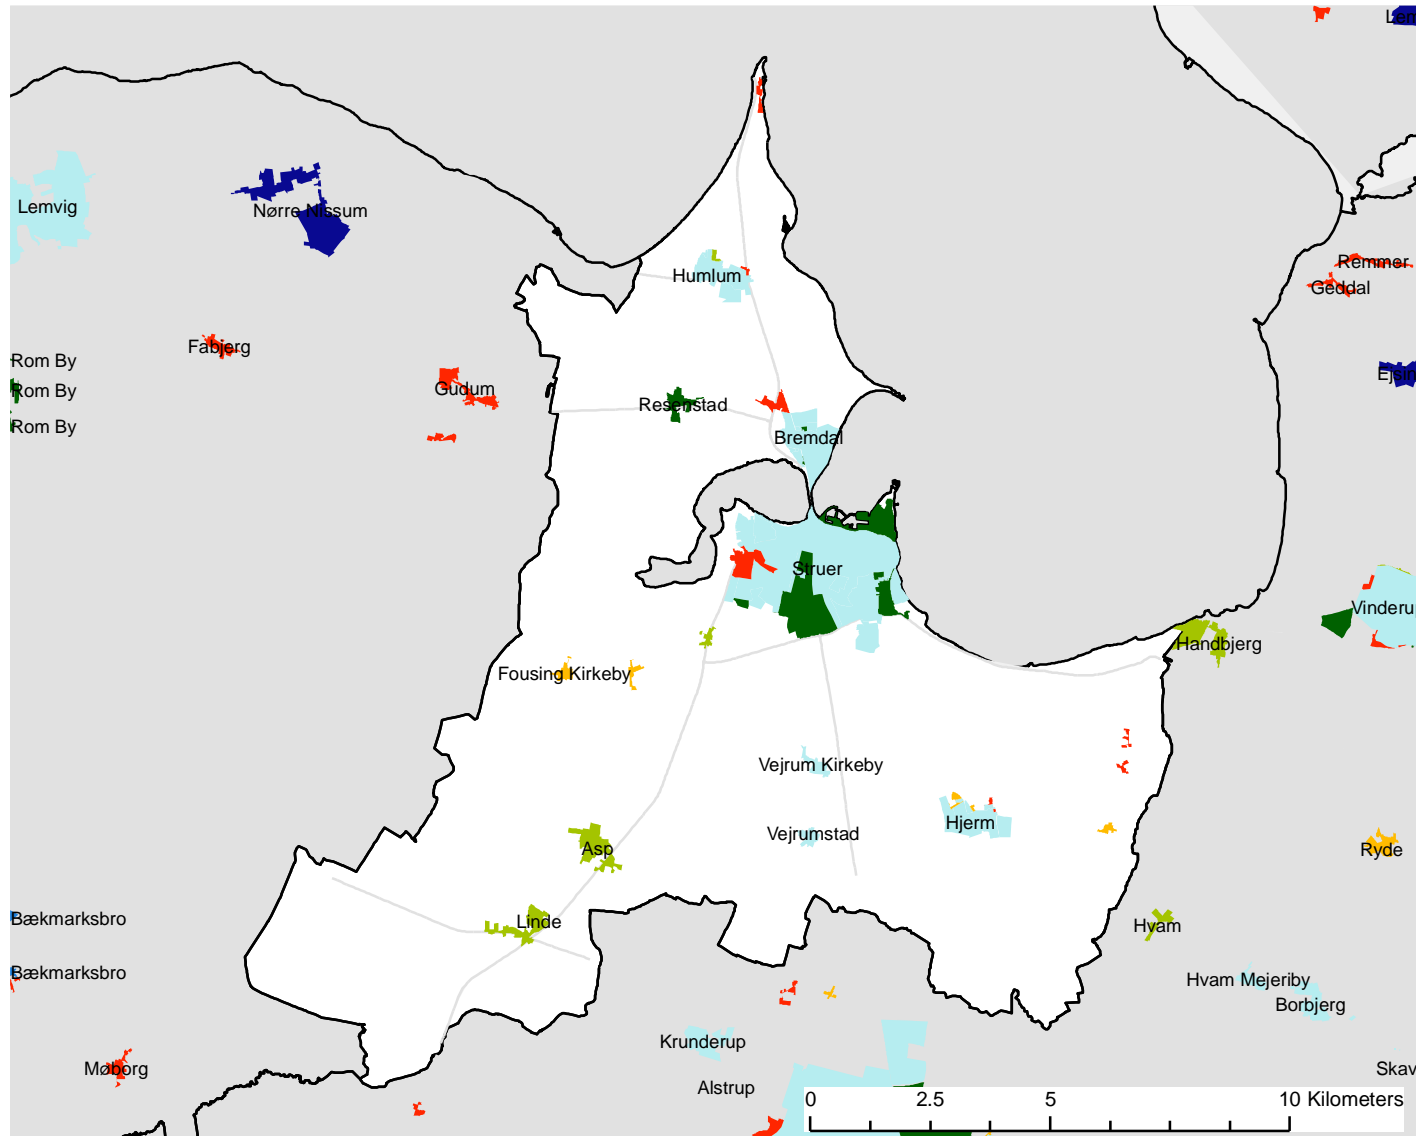 Lemvig
Nørre Nissum
Humlum
Remmer
Geddal
Fabjerg
Rom By
Gudum
Rom By
Resenstad
Rom By
Bremdal
Struer
Handbjerg
Fousing Kirkeby
Vejrum Kirkeby
Hjerm
Vejrumstad
Asp
Ryde
Linde
Bækmarksbro
Hvam
Bækmarksbro
Hvam Mejeriby
Borbjerg
Krunderup
Møborg
Skav
Alstrup
0 2.5 5 10 Kilometers